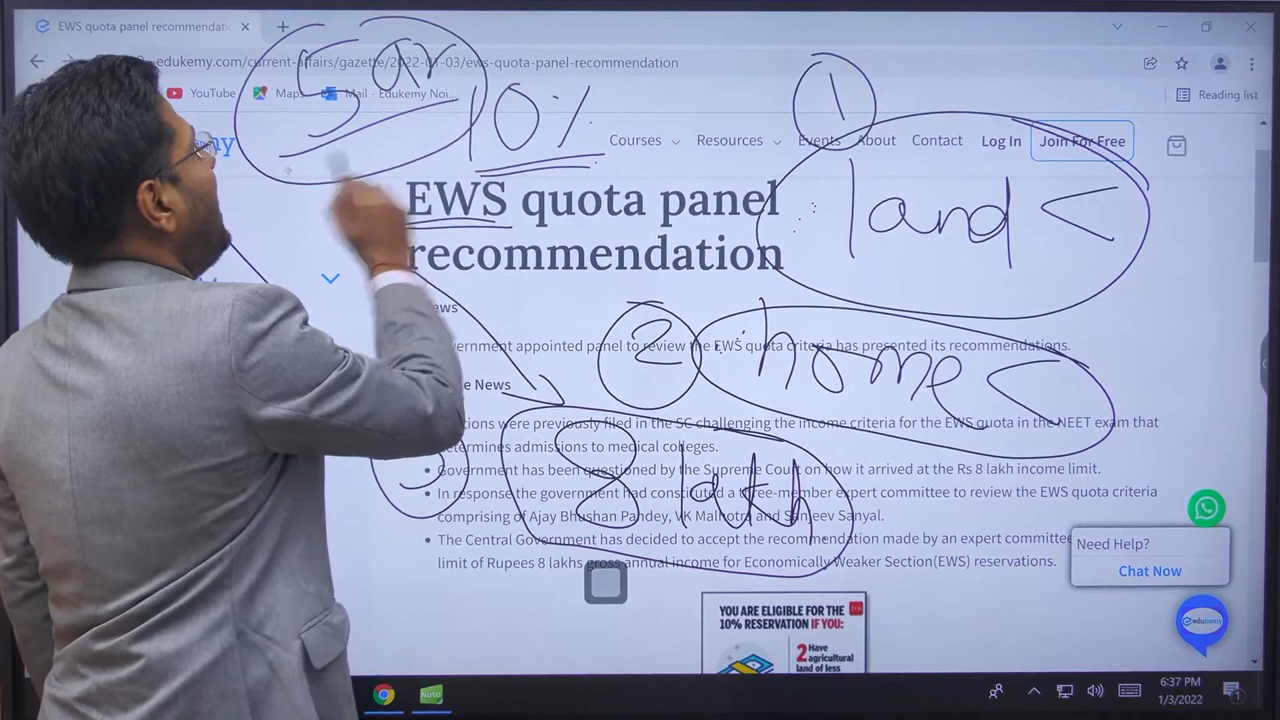 EWS quota panel recommendati
edukemy.com/current-affairs/gazette/2022-01-03/ews-quota-panel-recommendation
YouTube Maps Mail - Edukemy Noi... Reading list
10%
1
Courses Resources Events About Contact Log In Join For Free
EWS quota panel
recommendation
land <
ews
vernment appointed panel to review the EWS quota criteria has presented its recommendations.
2 home <
e News
tions were previously filed in the SC challenging the income criteria for the EWS quota in the NEET exam that
etermines admissions to medical colleges.
Government has been questioned by the Supreme Court on how it arrived at the Rs 8 lakh income limit.
In response the government had constituted a three-member expert committee to review the EWS quota criteria
comprising of Ajay Bhushan Pandey, VK Malhotra and Sanjeev Sanyal.
The Central Government has decided to accept the recommendation made by an expert committee
limit of Rupees 8 lakhs gross annual income for Economically Weaker Section(EWS) reservations.
8 lakh
Need Help?
Chat Now
edukemy
YOU ARE ELIGIBLE FOR THE
10% RESERVATION IF YOU:
2 Have
agricultural
land of less
Note
6:37 PM
1/3/2022